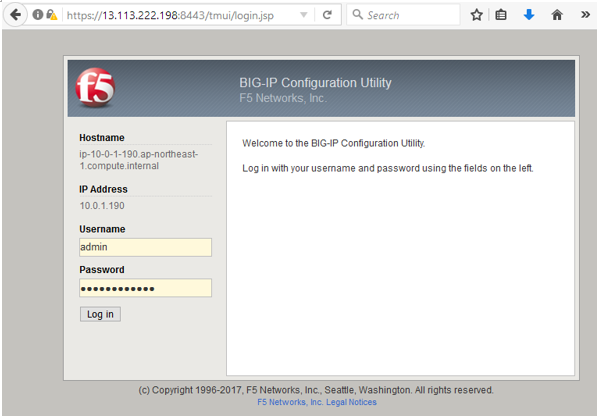 https://13.113.222.198:8443/tmui/login.jsp
Search
f5
BIG-IP Configuration Utility
F5 Networks, Inc.
Hostname
ip-10-0-1-190.ap-northeast-
1.compute.internal
IP Address
10.0.1.190
Username
admin
Password
●●●●●●●●●●●●
Log in
Welcome to the BIG-IP Configuration Utility.
Log in with your username and password using the fields on the left.
(c) Copyright 1996-2017, F5 Networks, Inc., Seattle, Washington. All rights reserved.
F5 Networks, Inc. Legal Notices